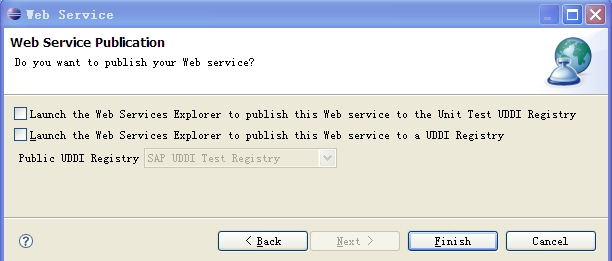 Web Service
Web Service Publication
Do you want to publish your Web service?
Launch the Web Services Explorer to publish this Web service to the Unit Test UDDI Registry
Launch the Web Services Explorer to publish this Web service to a UDDI Registry
Public UDDI Registry SAP UDDI Test Registry
? < Back Next > Finish Cancel